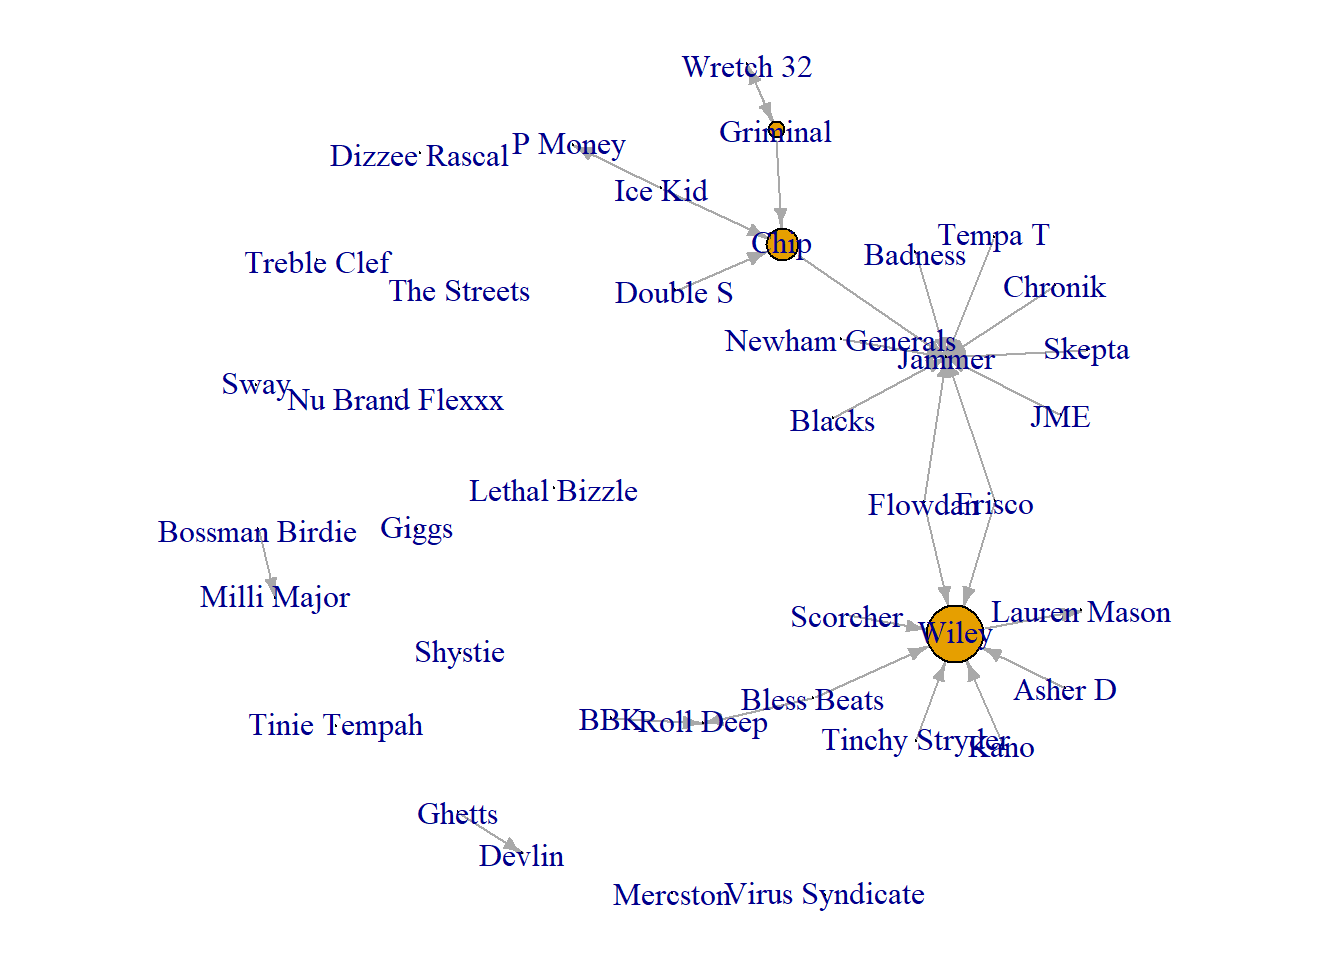 Wretch 32
Griminal
P Money
Dizzee Rascal
Ice Kid
Chip
Tempa T
Badness
Treble Clef
Chronik
The Streets
Double S
Newham Generals
Skepta
Jammer
Sway
Nu Brand Flexxx
JME
Blacks
Lethal Bizzle
Flowdan
Frisco
Giggs
Bossman Birdie
Milli Major
Lauren Mason
Scorcher
Wiley
Shystie
Asher D
Bless Beats
BBK
Roll Deep
Tinie Tempah
Tinchy Stryder
Kano
Ghetts
Devlin
Mercston
Virus Syndicate